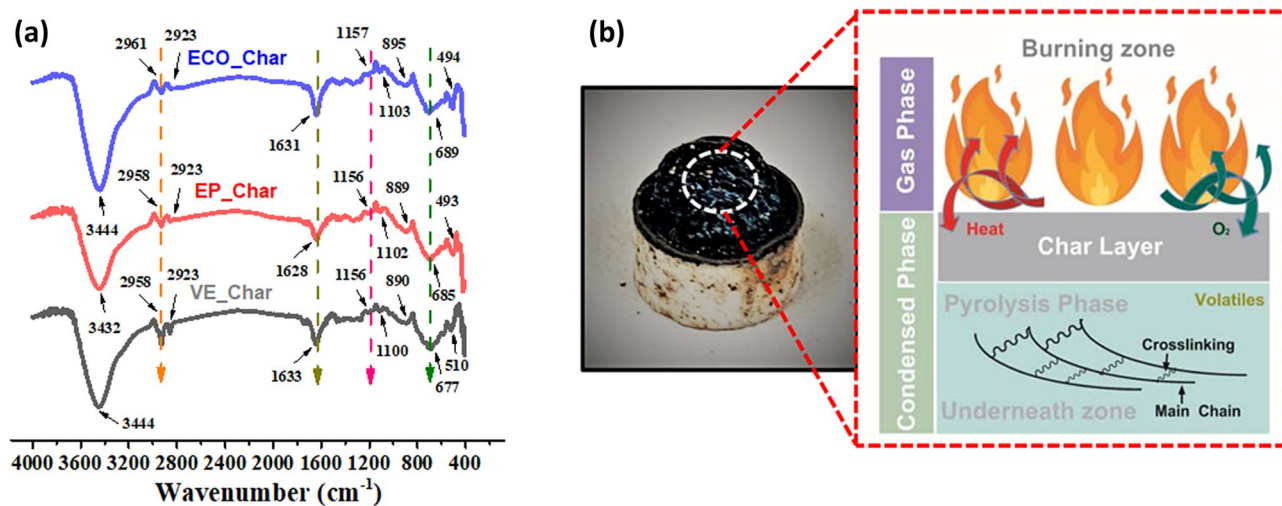 (a)
2961
2923
ECO_Char
1157
895
494
3444
1631
1103
689
2958
2923
EP_Char
1156
889
493
3432
1628
1102
685
2958
2923
VE_Char
1156
890
3444
1633
1100
677
510
4000 3600 3200 2800 2400 2000 1600 1200 800 400
Wavenumber (cm⁻¹)
(b)
Burning zone
Gas Phase
Heat
O₂
Char Layer
Condensed Phase
Pyrolysis Phase
Volatiles
Crosslinking
Main Chain
Underneath zone